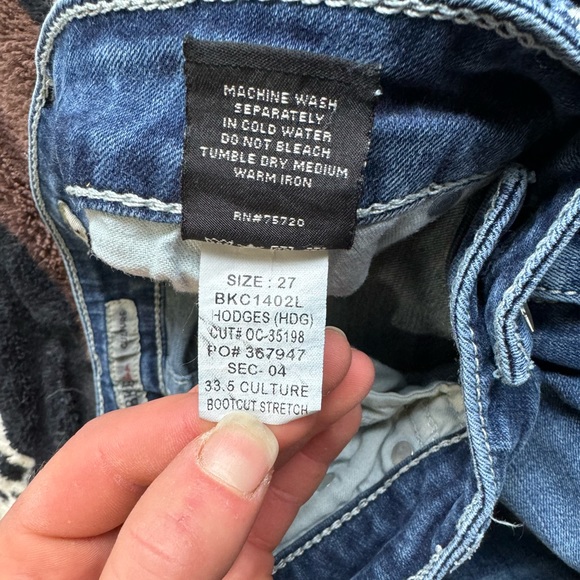 MACHINE WASH
SEPARATELY
IN COLD WATER
DO NOT BLEACH
TUMBLE DRY MEDIUM
WARM IRON
RN#75720
SIZE : 27
BKC1402L
HODGES (HDG)
CUT# OC-35198
PO# 367947
SEC- 04
33.5 CULTURE
BOOTCUT STRETCH